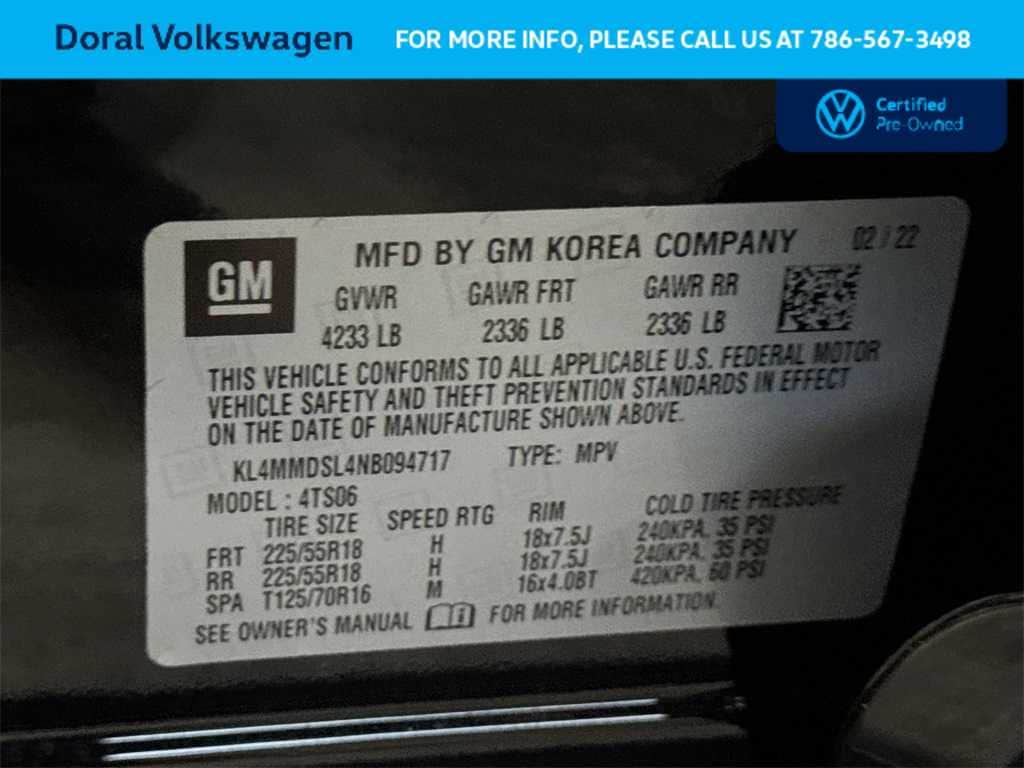 Doral Volkswagen
FOR MORE INFO, PLEASE CALL US AT 786-567-3498
Certified
Pre-Owned
GM
MFD BY GM KOREA COMPANY 02 / 22
GVWR GAWR FRT GAWR RR
4233 LB 2336 LB 2336 LB
THIS VEHICLE CONFORMS TO ALL APPLICABLE U.S. FEDERAL MOTOR
VEHICLE SAFETY AND THEFT PREVENTION STANDARDS IN EFFECT
ON THE DATE OF MANUFACTURE SHOWN ABOVE.
KL4MMDSL4NB094717 TYPE: MPV
MODEL : 4TS06
TIRE SIZE SPEED RTG RIM COLD TIRE PRESSURE
FRT 225/55R18 H 18x7.5J 240KPA, 35 PSI
RR 225/55R18 H 18x7.5J 240KPA, 35 PSI
SPA T125/70R16 M 16x4.0BT 420KPA, 60 PSI
SEE OWNER'S MANUAL FOR MORE INFORMATION.